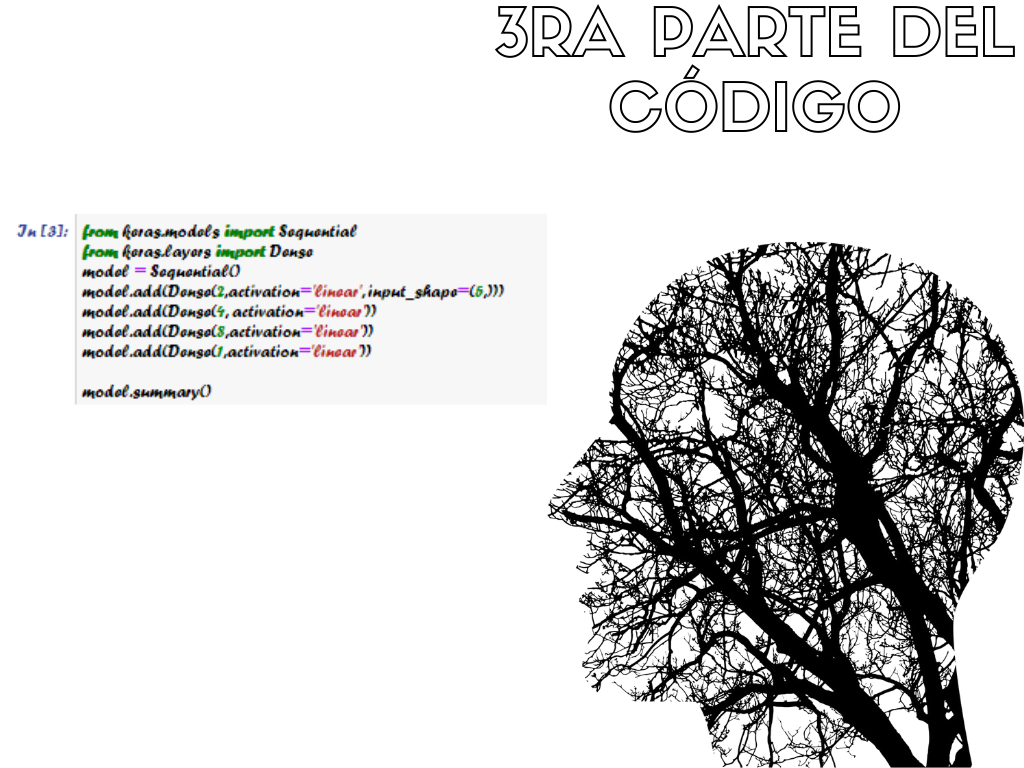 3RA PARTE DEL
CÓDIGO
In [3]: from keras.models import Sequential
from keras.layers import Dense
model = Sequential()
model.add(Dense(2,activation='linear',input_shape=(5,)))
model.add(Dense(4, activation='linear'))
model.add(Dense(8,activation='linear'))
model.add(Dense(1,activation='linear'))
model.summary()